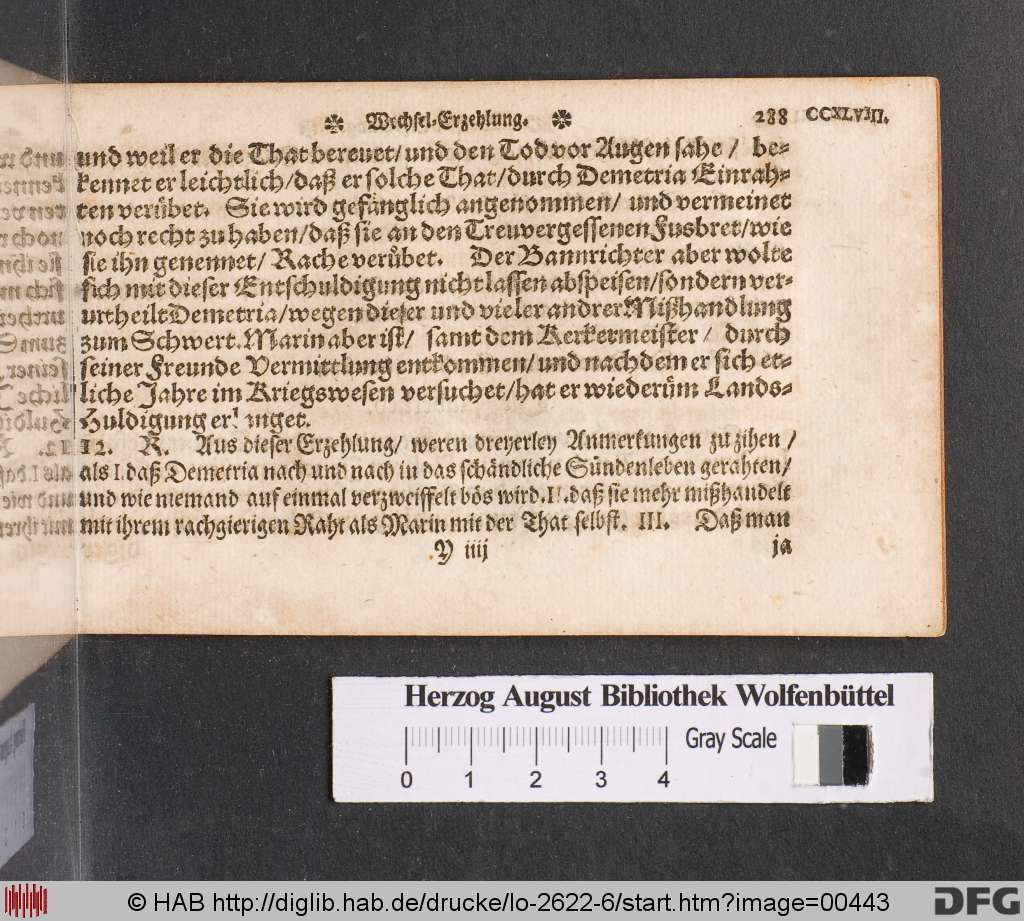 ✼ Wechsel-Erzehlung. ✼ 288 CCXLVIII.
und weil er die That bereuet/ und den Tod vor Augen sahe / be-
kennet er leichtlich/ daß er solche That/ durch Demetria Einrah-
ten verübet. Sie wird gefänglich angenommen/ und vermeinet
noch recht zu haben/ daß sie an den Treuvergessenen Fusbret/ wie
sie ihn genennet/ Rache verübet. Der Bannrichter aber wolte
sich mit dieser Entschuldigung nicht lassen abspeisen/ sondern ver-
urtheilt Demetria/ wegen dieser und vieler andrer Mißhandlung
zum Schwert. Marin aber ist/ samt dem Kerkermeister / durch
seiner Freunde Vermittlung entkommen/ und nachdem er sich et-
liche Jahre im Kriegswesen versuchet/ hat er wiederüm Lands-
Huldigung erlanget.
12. R. Aus dieser Erzehlung/ weren dreyerley Anmerkungen zu zihen /
als I. daß Demetria nach und nach in das schändliche Sündenleben gerahten/
und wie niemand auf einmal verzweiffelt bös wird. II. daß sie mehr mißhandelt
mit ihrem rachgierigen Raht als Marin mit der That selbst. III. Daß man
Y iiij ja
Herzog August Bibliothek Wolfenbüttel
Gray Scale
0 1 2 3 4
© HAB http://diglib.hab.de/drucke/lo-2622-6/start.htm?image=00443
DFG